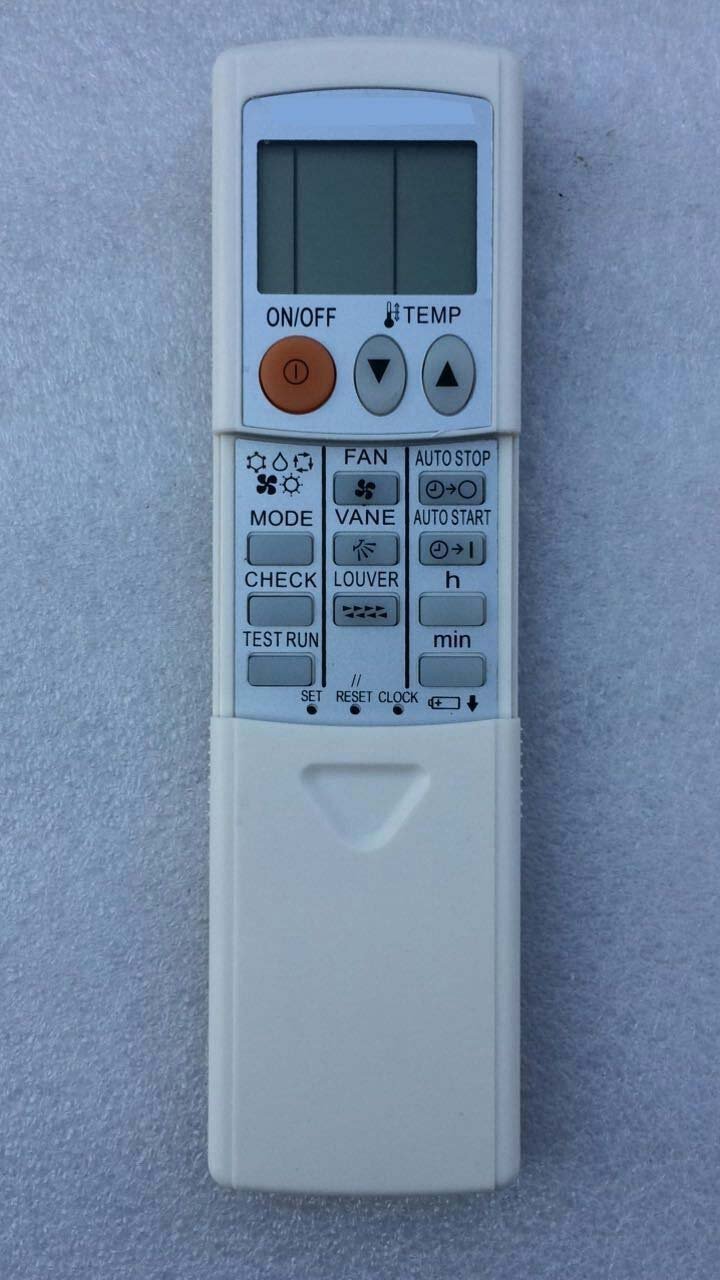 ON/OFF TEMP
FAN AUTO STOP
MODE VANE AUTO START
CHECK LOUVER h
TEST RUN min
SET RESET CLOCK